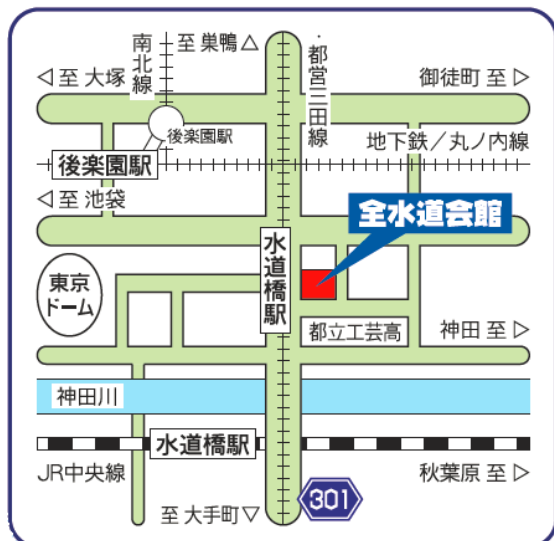 南北線
至 巣鴨△
・都営三田線
◁至 大塚
御徒町 至▷
後楽園駅
地下鉄／丸ノ内線
後楽園駅
◁至 池袋
全水道会館
水道橋駅
東京
ドーム
都立工芸高
神田 至▷
神田川
水道橋駅
JR中央線
秋葉原 至▷
301
至 大手町▽